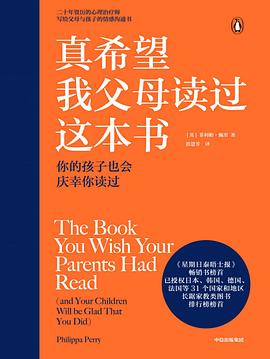 二十年资历的心理治疗师
写给父母与孩子的情感沟通书
真希望
我父母读过
这本书
[英] 菲利帕·佩里 著
洪慧芳 译
你的孩子也会
庆幸你读过
The Book
You Wish Your
Parents Had
Read
(and Your Children
Will be Glad That
You Did)
Philippa Perry
《星期日泰晤士报》
畅销书榜首
已授权日本、韩国、德国、
法国等 31 个国家和地区
长踞家教类图书
排行榜榜首
中信出版集团